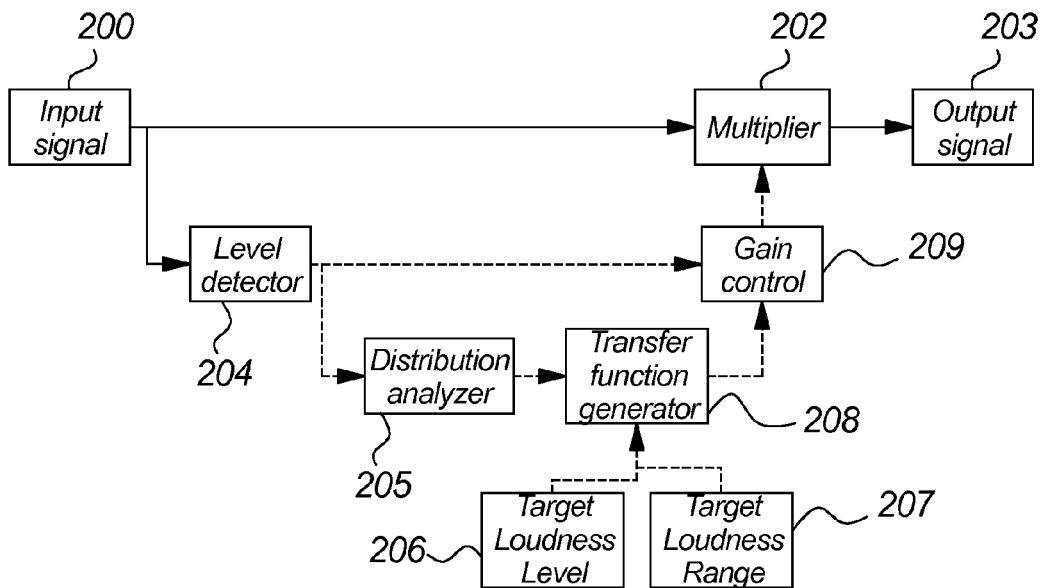 200
202
203
Input
signal
Multiplier
Output
signal
Level
detector
Gain
control
209
204
Distribution
analyzer
Transfer
function
generator
208
205
206
Target
Loudness
Level
Target
Loudness
Range
207